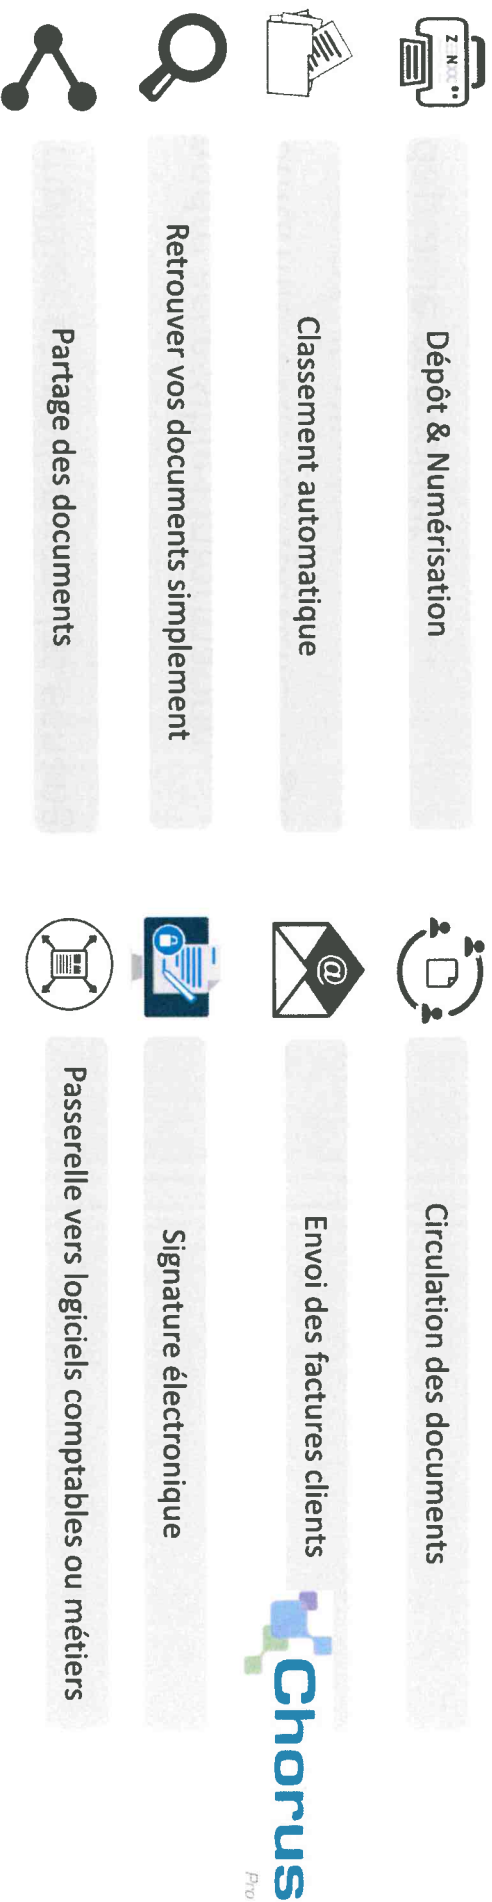 Dépôt & Numérisation
Classement automatique
Retrouver vos documents simplement
Partage des documents
Circulation des documents
Envoi des factures clients
Chorus
Pro
Signature électronique
Passerelle vers logiciels comptables ou métiers